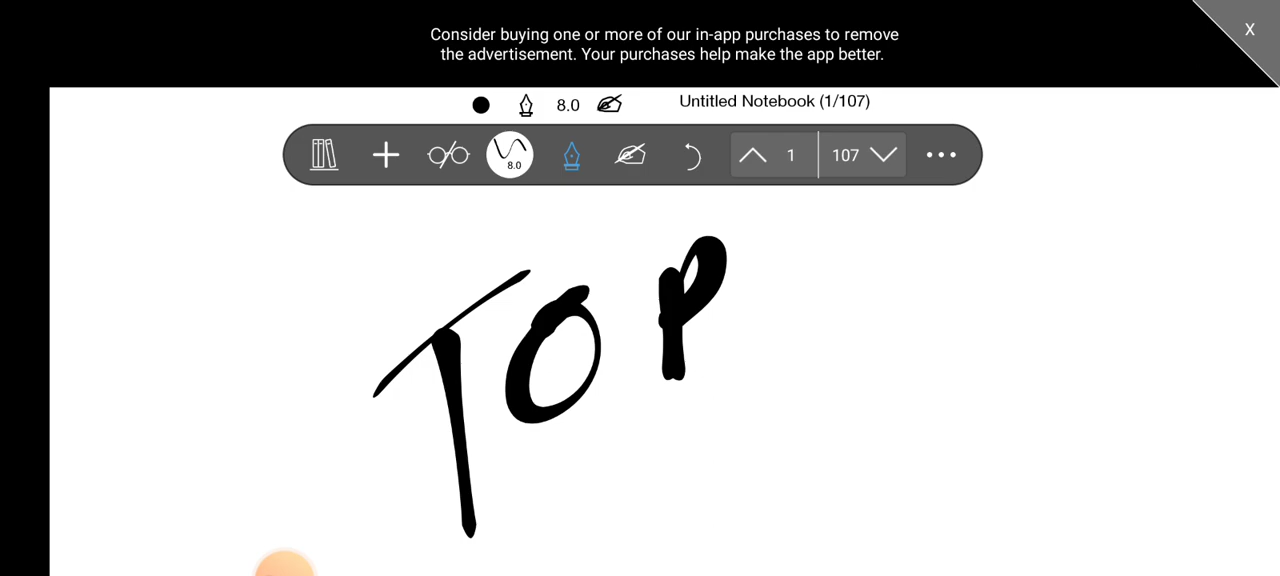 Consider buying one or more of our in-app purchases to remove
the advertisement. Your purchases help make the app better.
X
8.0 Untitled Notebook (1/107)
8.0 1 107
TOP